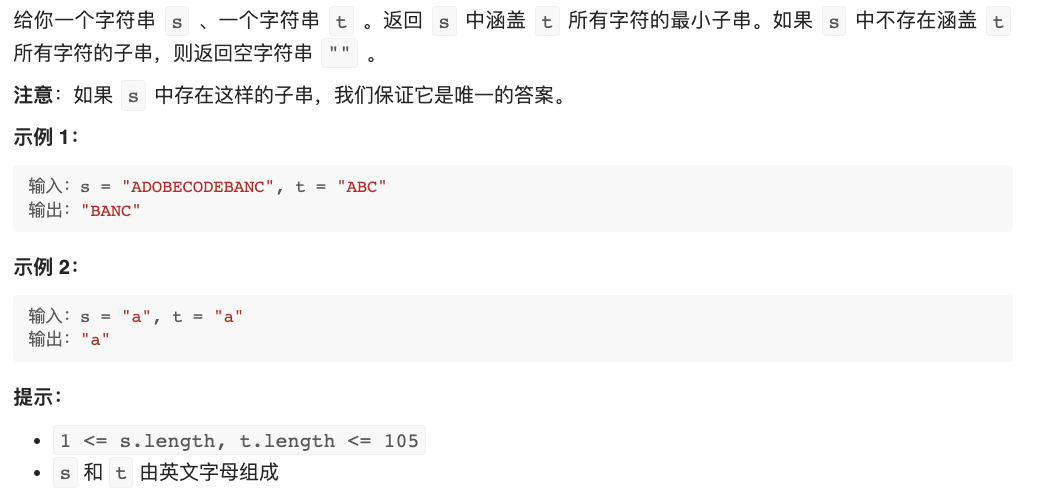 给你一个字符串 s 、一个字符串 t 。返回 s 中涵盖 t 所有字符的最小子串。如果 s 中不存在涵盖 t
所有字符的子串，则返回空字符串 "" 。
注意：如果 s 中存在这样的子串，我们保证它是唯一的答案。
示例 1：
输入：s = "ADOBECODEBANC", t = "ABC"
输出："BANC"
示例 2：
输入：s = "a", t = "a"
输出："a"
提示：
• 1 <= s.length, t.length <= 105
• s 和 t 由英文字母组成